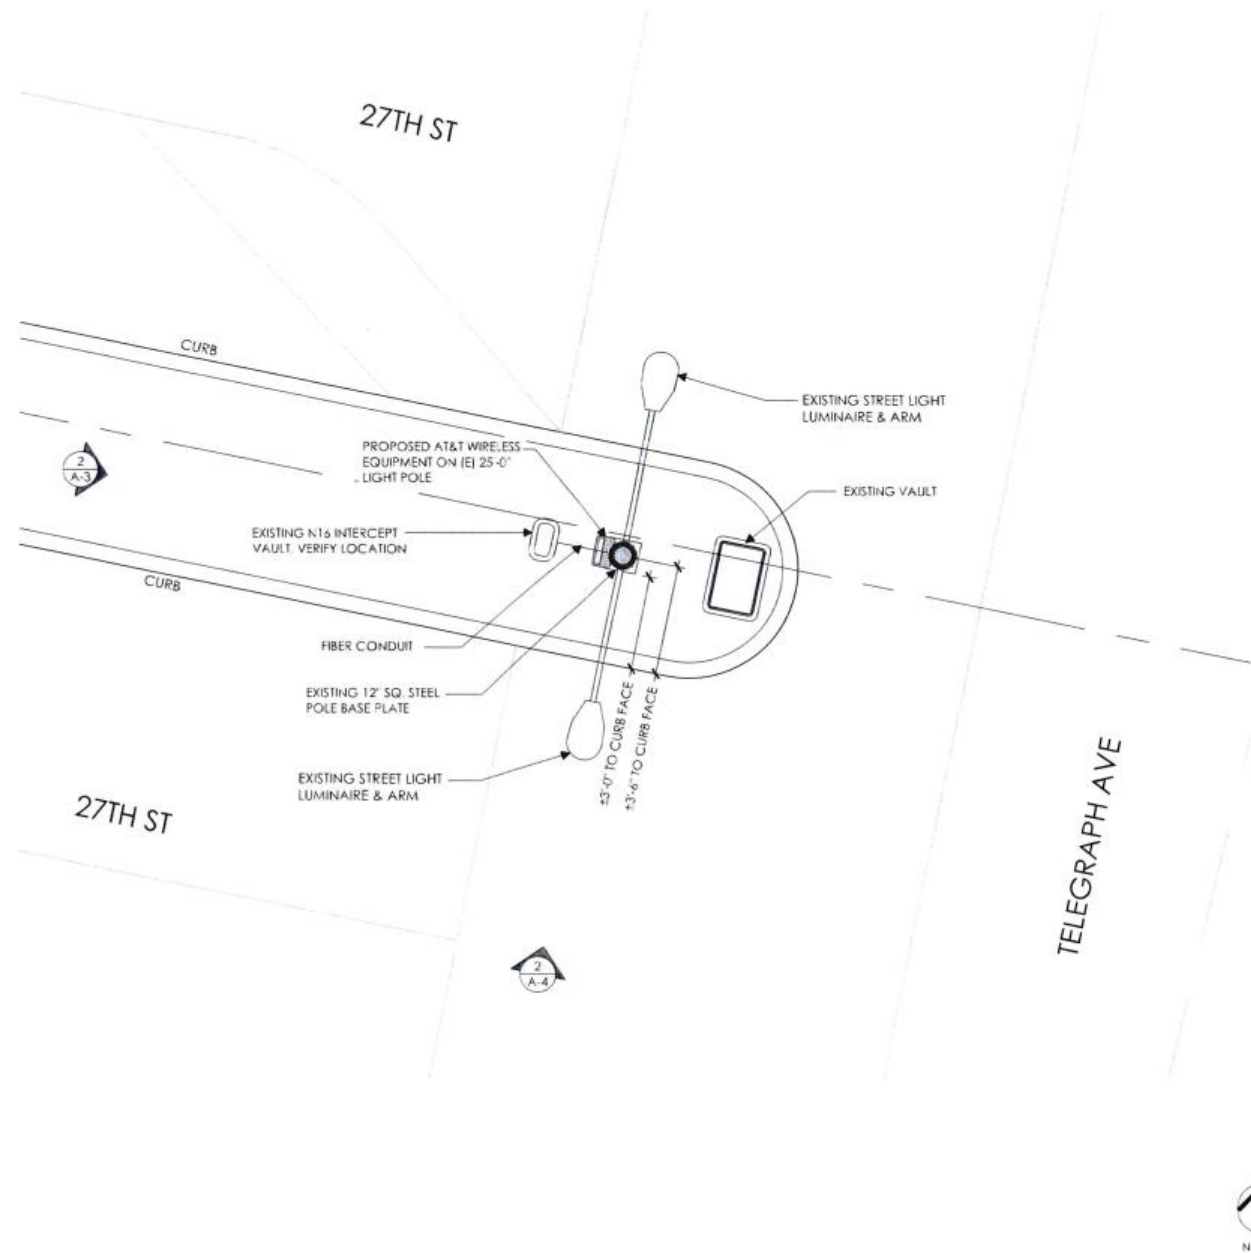 27TH ST
CURB
EXISTING STREET LIGHT
LUMINAIRE & ARM
PROPOSED AT&T WIRELESS
EQUIPMENT ON (E) 25'-0"
LIGHT POLE
2
A-3
EXISTING VAULT
EXISTING N16 INTERCEPT
VAULT. VERIFY LOCATION
CURB
FIBER CONDUIT
EXISTING 12" SQ. STEEL
POLE BASE PLATE
±3'-0" TO CURB FACE
±3'-6" TO CURB FACE
EXISTING STREET LIGHT
LUMINAIRE & ARM
27TH ST
TELEGRAPH AVE
2
A-4
N